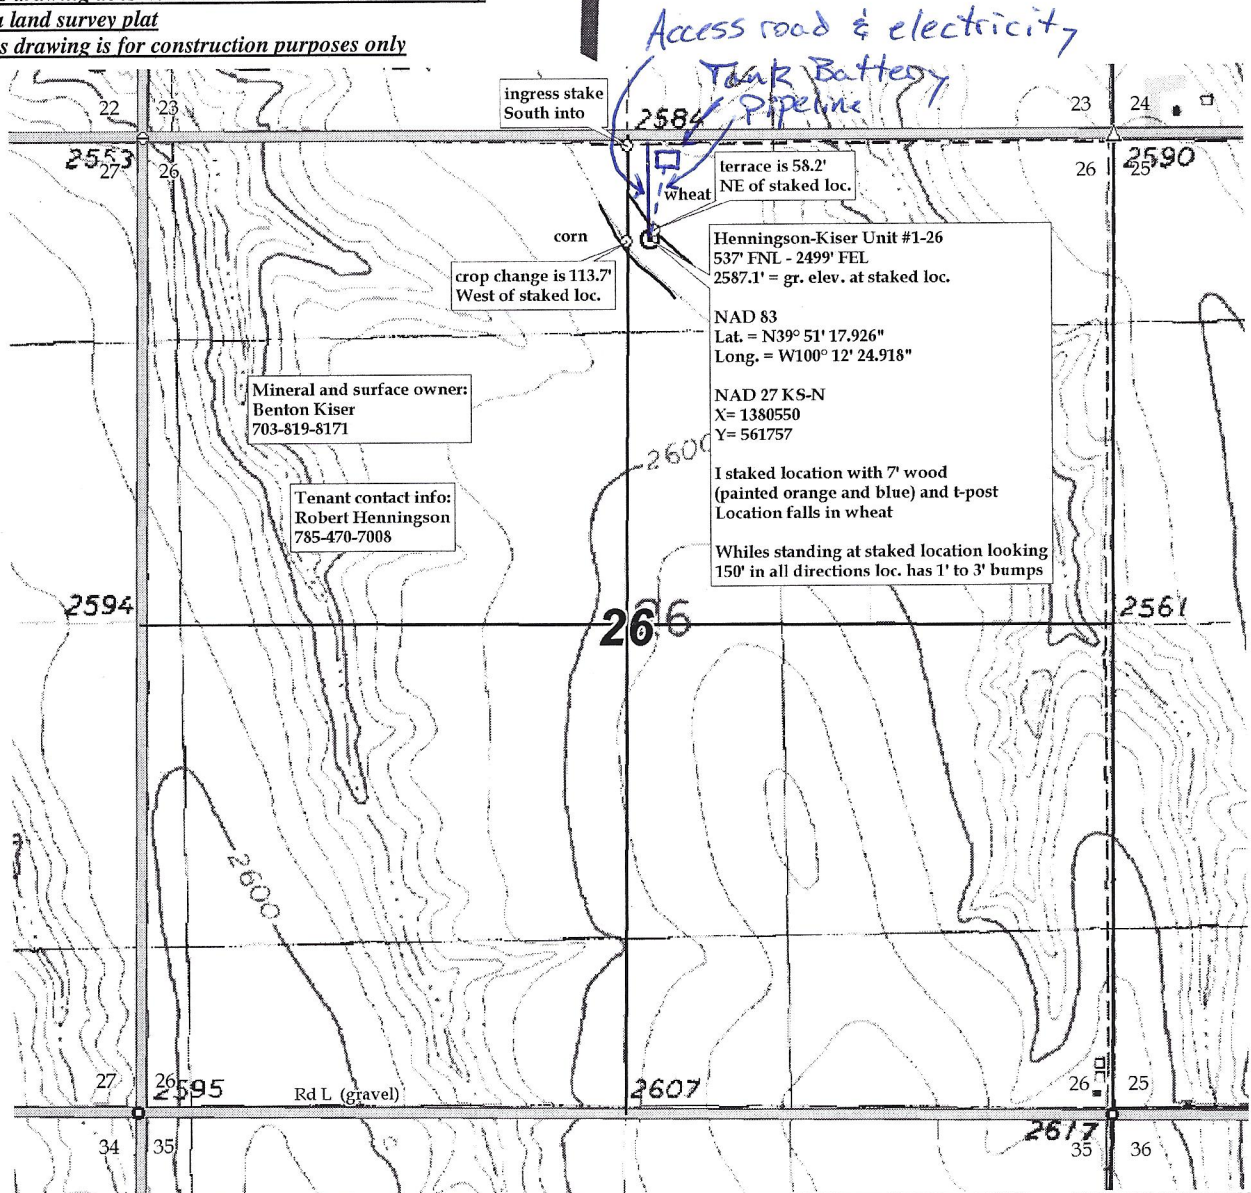 a land survey plat
s drawing is for construction purposes only
Access road & electricity
Tank Battery
Pipeline
ingress stake
South into
22 23
2584
23 24
2553
27 26
26 25
2590
terrace is 58.2'
NE of staked loc.
wheat
corn
crop change is 113.7'
West of staked loc.
Henningson-Kiser Unit #1-26
537' FNL - 2499' FEL
2587.1' = gr. elev. at staked loc.
NAD 83
Lat. = N39° 51' 17.926"
Long. = W100° 12' 24.918"
NAD 27 KS-N
X= 1380550
Y= 561757
I staked location with 7' wood
(painted orange and blue) and t-post
Location falls in wheat
Whiles standing at staked location looking
150' in all directions loc. has 1' to 3' bumps
Mineral and surface owner:
Benton Kiser
703-819-8171
2600
Tenant contact info:
Robert Henningson
785-470-7008
2594
26
26
2561
2600
27 26
2595
Rd L (gravel)
2607
26 25
2617
34 35
35 36